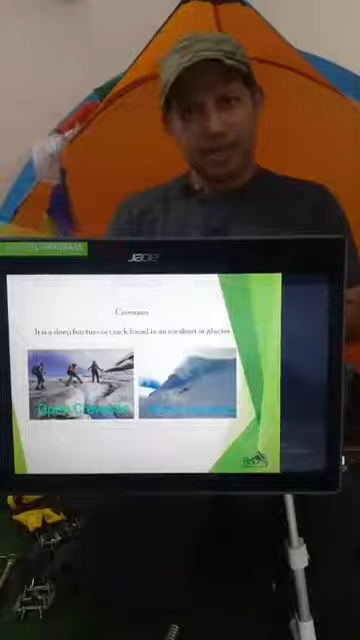 acer
Crevasses
It is a deep fracture or crack found in an ice sheet or glacier
Open Crevasse